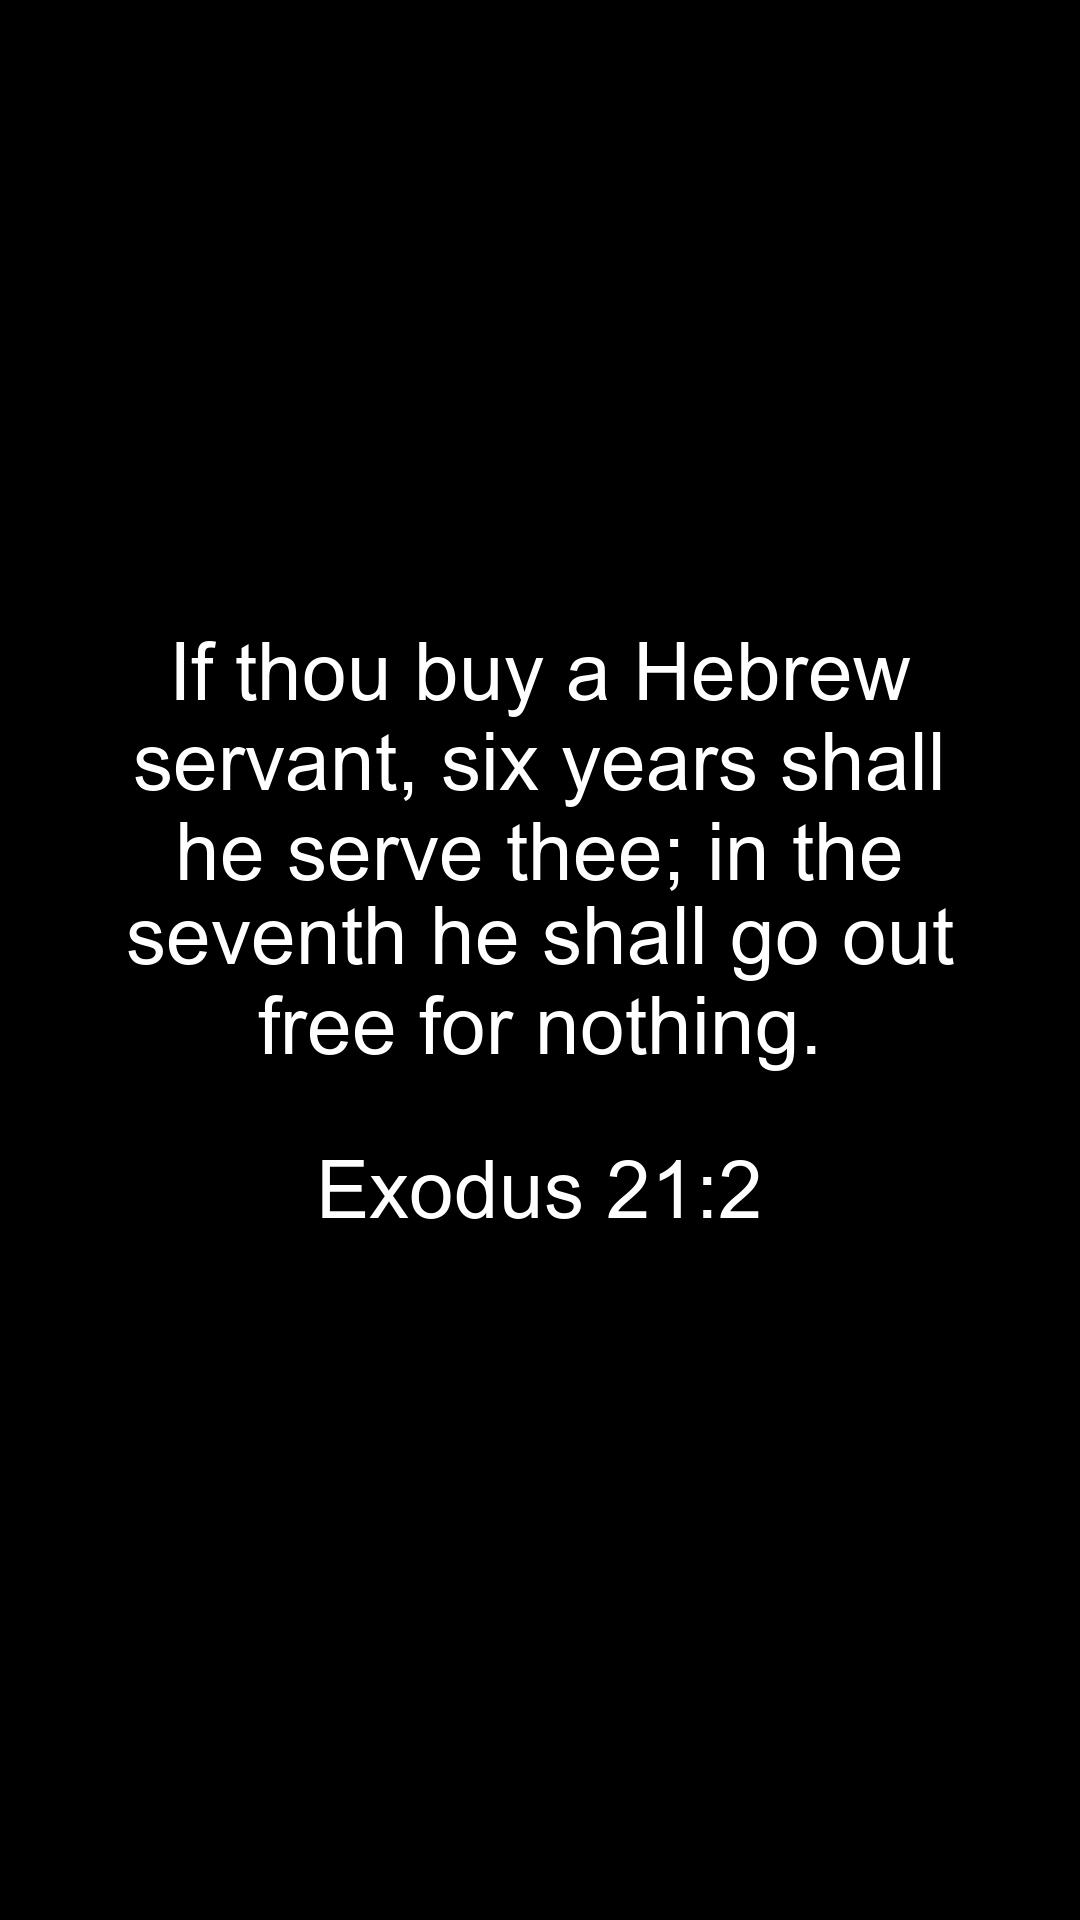 If thou buy a Hebrew
servant, six years shall
he serve thee; in the
seventh he shall go out
free for nothing.
Exodus 21:2